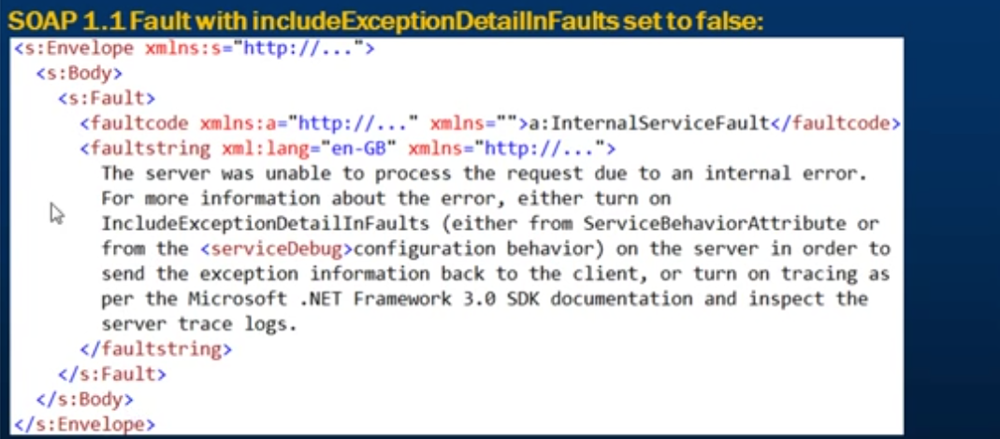 SOAP 1.1 Fault with includeExceptionDetailInFaults set to false:
<s:Envelope xmlns:s="http://...">
<s:Body>
<s:Fault>
<faultcode xmlns:a="http://..." xmlns="">a:InternalServiceFault</faultcode>
<faultstring xml:lang="en-GB" xmlns="http://...">
The server was unable to process the request due to an internal error.
For more information about the error, either turn on
IncludeExceptionDetailInFaults (either from ServiceBehaviorAttribute or
from the <serviceDebug>configuration behavior) on the server in order to
send the exception information back to the client, or turn on tracing as
per the Microsoft .NET Framework 3.0 SDK documentation and inspect the
server trace logs.
</faultstring>
</s:Fault>
</s:Body>
</s:Envelope>